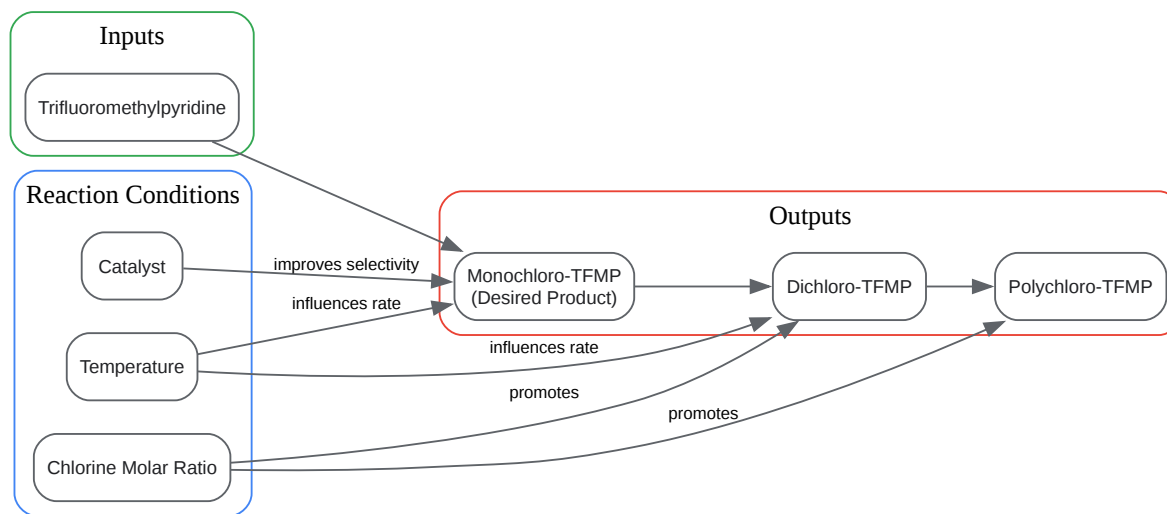 Inputs
Trifluoromethylpyridine
Reaction Conditions
Catalyst
Temperature
Chlorine Molar Ratio
improves selectivity
influences rate
influences rate
promotes
promotes
Outputs
Monochloro-TFMP
(Desired Product)
Dichloro-TFMP
Polychloro-TFMP